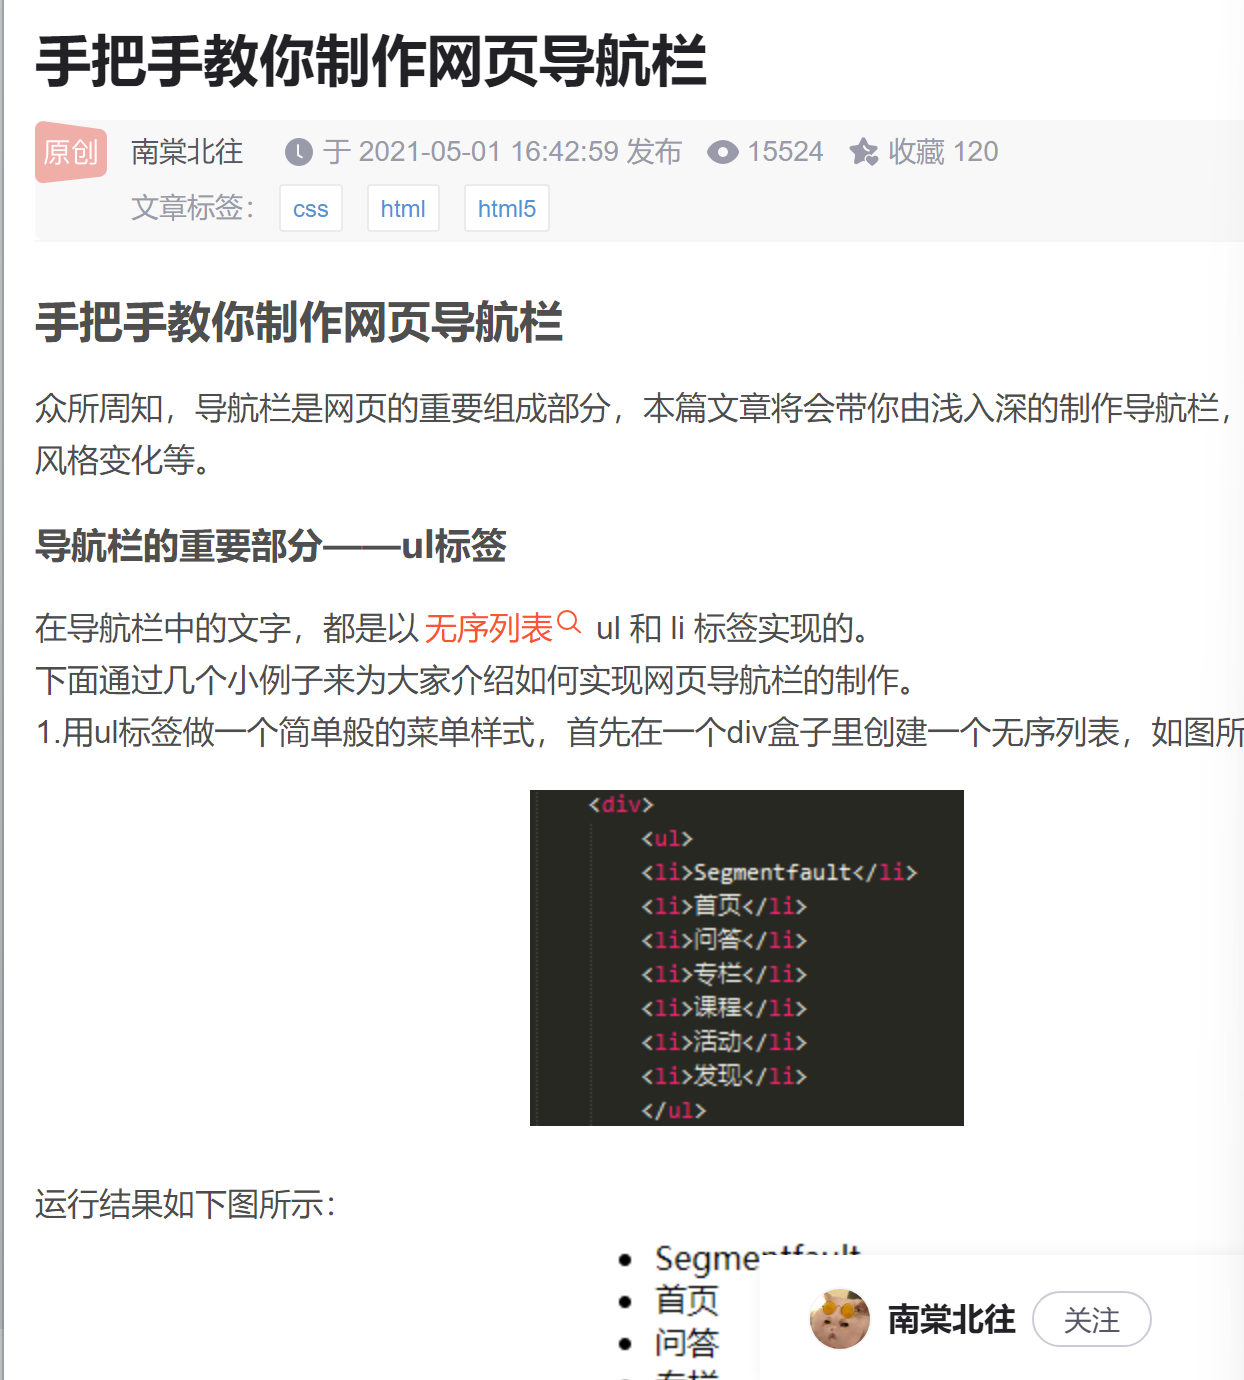 手把手教你制作网页导航栏
原创 南棠北往 于 2021-05-01 16:42:59 发布 15524 收藏 120
文章标签： css html html5
手把手教你制作网页导航栏
众所周知，导航栏是网页的重要组成部分，本篇文章将会带你由浅入深的制作导航栏，
风格变化等。
导航栏的重要部分——ul标签
在导航栏中的文字，都是以 无序列表 ul 和 li 标签实现的。
下面通过几个小例子来为大家介绍如何实现网页导航栏的制作。
1.用ul标签做一个简单般的菜单样式，首先在一个div盒子里创建一个无序列表，如图所
<div>
<ul>
<li>Segmentfault</li>
<li>首页</li>
<li>问答</li>
<li>专栏</li>
<li>课程</li>
<li>活动</li>
<li>发现</li>
</ul>
运行结果如下图所示：
Segmentfault
首页
问答
南棠北往 关注